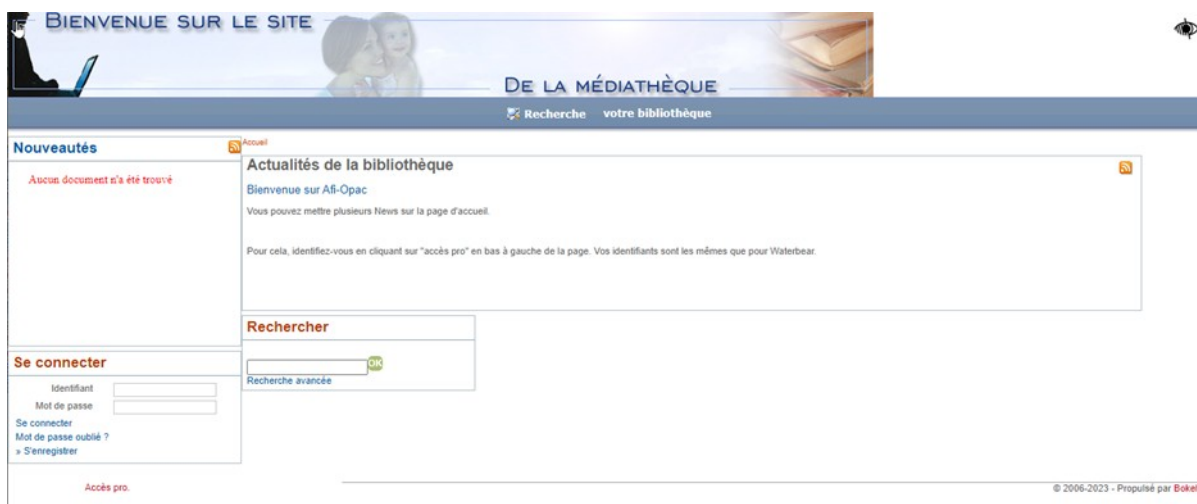 BIENVENUE SUR LE SITE
DE LA MÉDIATHÈQUE
Recherche votre bibliothèque
Nouveautés
Aucun document n'a été trouvé
Accueil
Actualités de la bibliothèque
Bienvenue sur Afi-Opac
Vous pouvez mettre plusieurs News sur la page d'accueil.
Pour cela, identifiez-vous en cliquant sur "accès pro" en bas à gauche de la page. Vos identifiants sont les mêmes que pour Waterbear.
Rechercher
OK
Recherche avancée
Se connecter
Identifiant
Mot de passe
Se connecter
Mot de passe oublié ?
» S'enregistrer
Accès pro.
© 2006-2023 - Propulsé par Bokeh